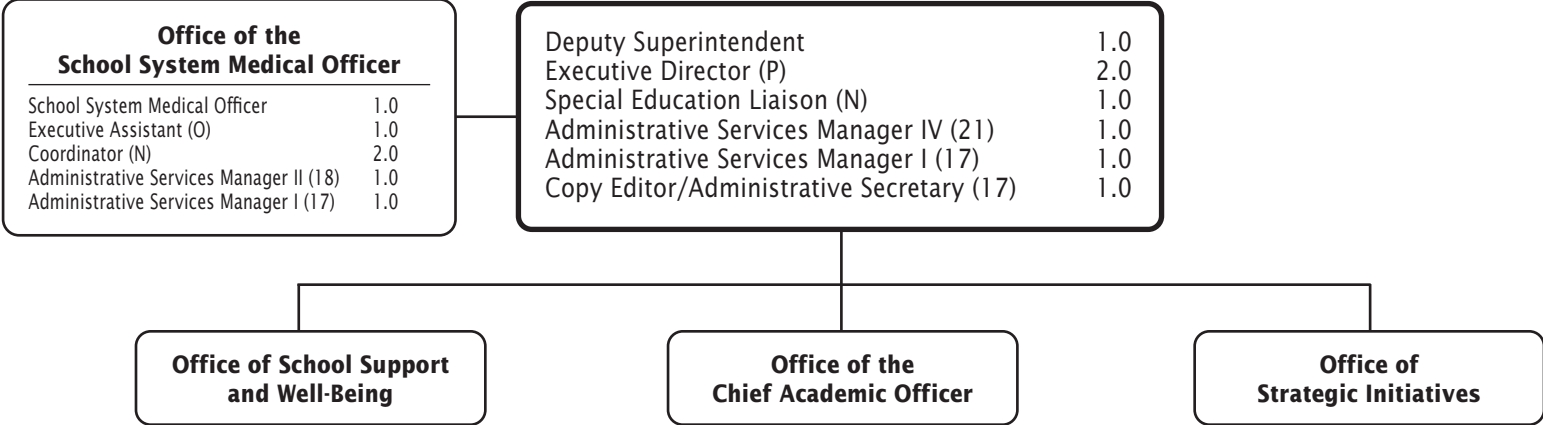 Office of the
School System Medical Officer
School System Medical Officer 1.0
Executive Assistant (O) 1.0
Coordinator (N) 2.0
Administrative Services Manager II (18) 1.0
Administrative Services Manager I (17) 1.0
Deputy Superintendent 1.0
Executive Director (P) 2.0
Special Education Liaison (N) 1.0
Administrative Services Manager IV (21) 1.0
Administrative Services Manager I (17) 1.0
Copy Editor/Administrative Secretary (17) 1.0
Office of School Support
and Well-Being
Office of the
Chief Academic Officer
Office of
Strategic Initiatives